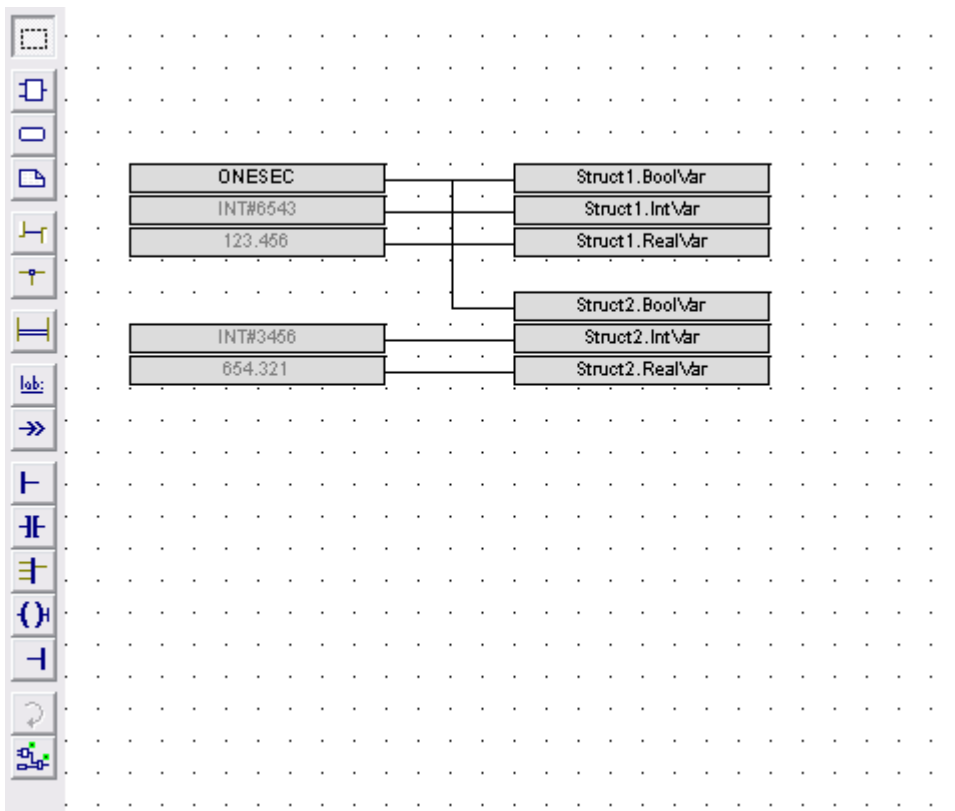 ONESEC Struct1.BoolVar
INT#6543 Struct1.IntVar
123.456 Struct1.RealVar
Struct2.BoolVar
INT#3456 Struct2.IntVar
654.321 Struct2.RealVar
lab: